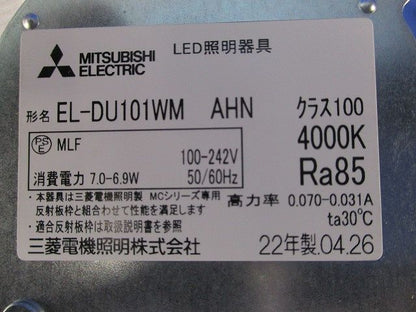 MITSUBISHI
ELECTRIC
LED照明器具
形名 EL-DU101WM AHN クラス100
PSE MLF
100-242V 4000K
消費電力 7.0-6.9W 50/60Hz Ra85
・本器具は三菱電機照明製 MCシリーズ専用
反射板枠と組合わせて性能を満足します
高力率 0.070-0.031A
・適合反射板枠は取扱説明書を参照
ta30℃
三菱電機照明株式会社 22年製.04.26